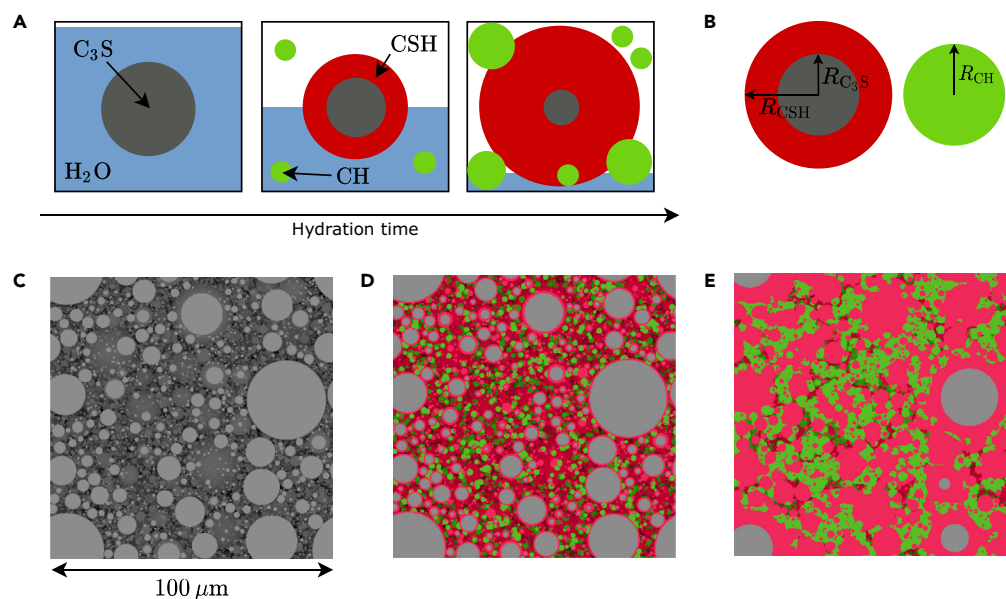 A
B
C₃S
H₂O
CSH
CH
R_C₃S
R_CSH
R_CH
Hydration time
C
D
E
100 μm